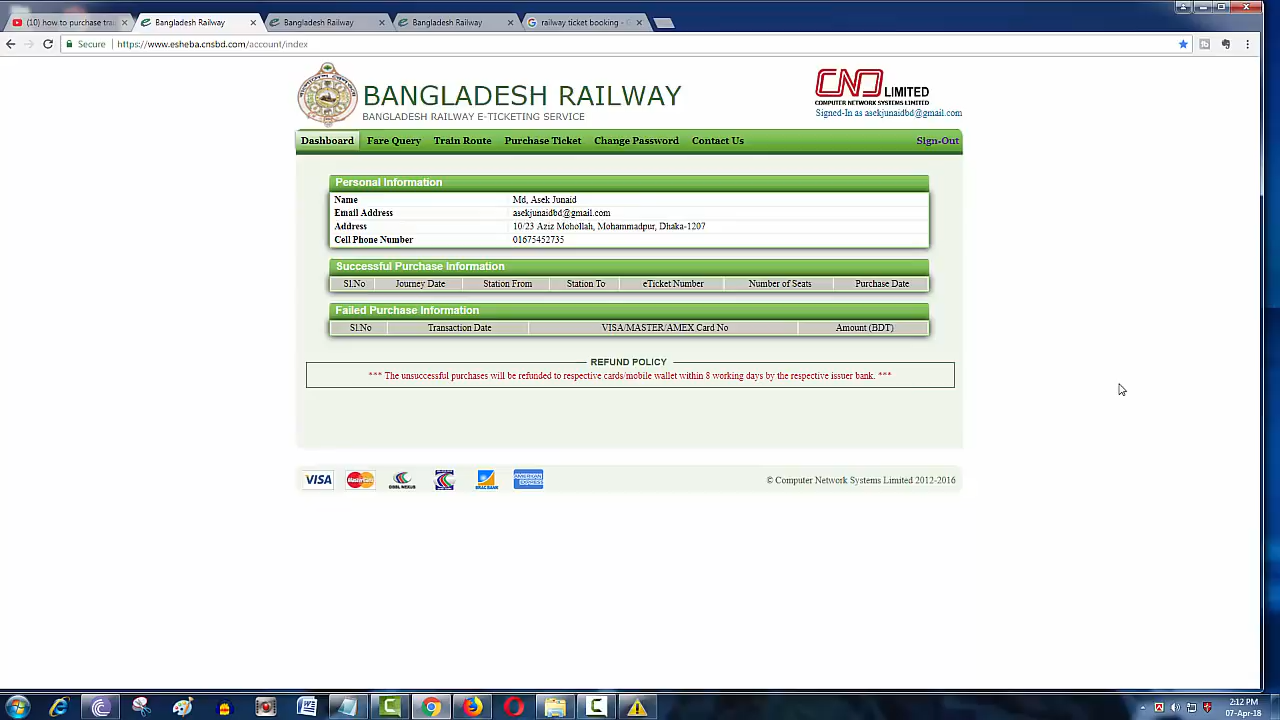 (10) how to purchase tra
Bangladesh Railway
Bangladesh Railway
Bangladesh Railway
railway ticket booking - G
Secure
https://www.esheba.cnsbd.com/account/index
BANGLADESH RAILWAY
BANGLADESH RAILWAY E-TICKETING SERVICE
LIMITED
COMPUTER NETWORK SYSTEMS LIMITED
Signed-In as asekjunaidbd@gmail.com
Dashboard Fare Query Train Route Purchase Ticket Change Password Contact Us Sign-Out
Personal Information
Name Md, Asek Junaid
Email Address asekjunaidbd@gmail.com
Address 10/23 Aziz Mohollah, Mohammadpur, Dhaka-1207
Cell Phone Number 01675452735
Successful Purchase Information
Sl.No Journey Date Station From Station To eTicket Number Number of Seats Purchase Date
Failed Purchase Information
Sl.No Transaction Date VISA/MASTER/AMEX Card No Amount (BDT)
REFUND POLICY
*** The unsuccessful purchases will be refunded to respective cards/mobile wallet within 8 working days by the respective issuer bank. ***
VISA MasterCard DBBL NEXUS BRAC BANK AMERICAN EXPRESS
© Computer Network Systems Limited 2012-2016
2:12 PM
07-Apr-18